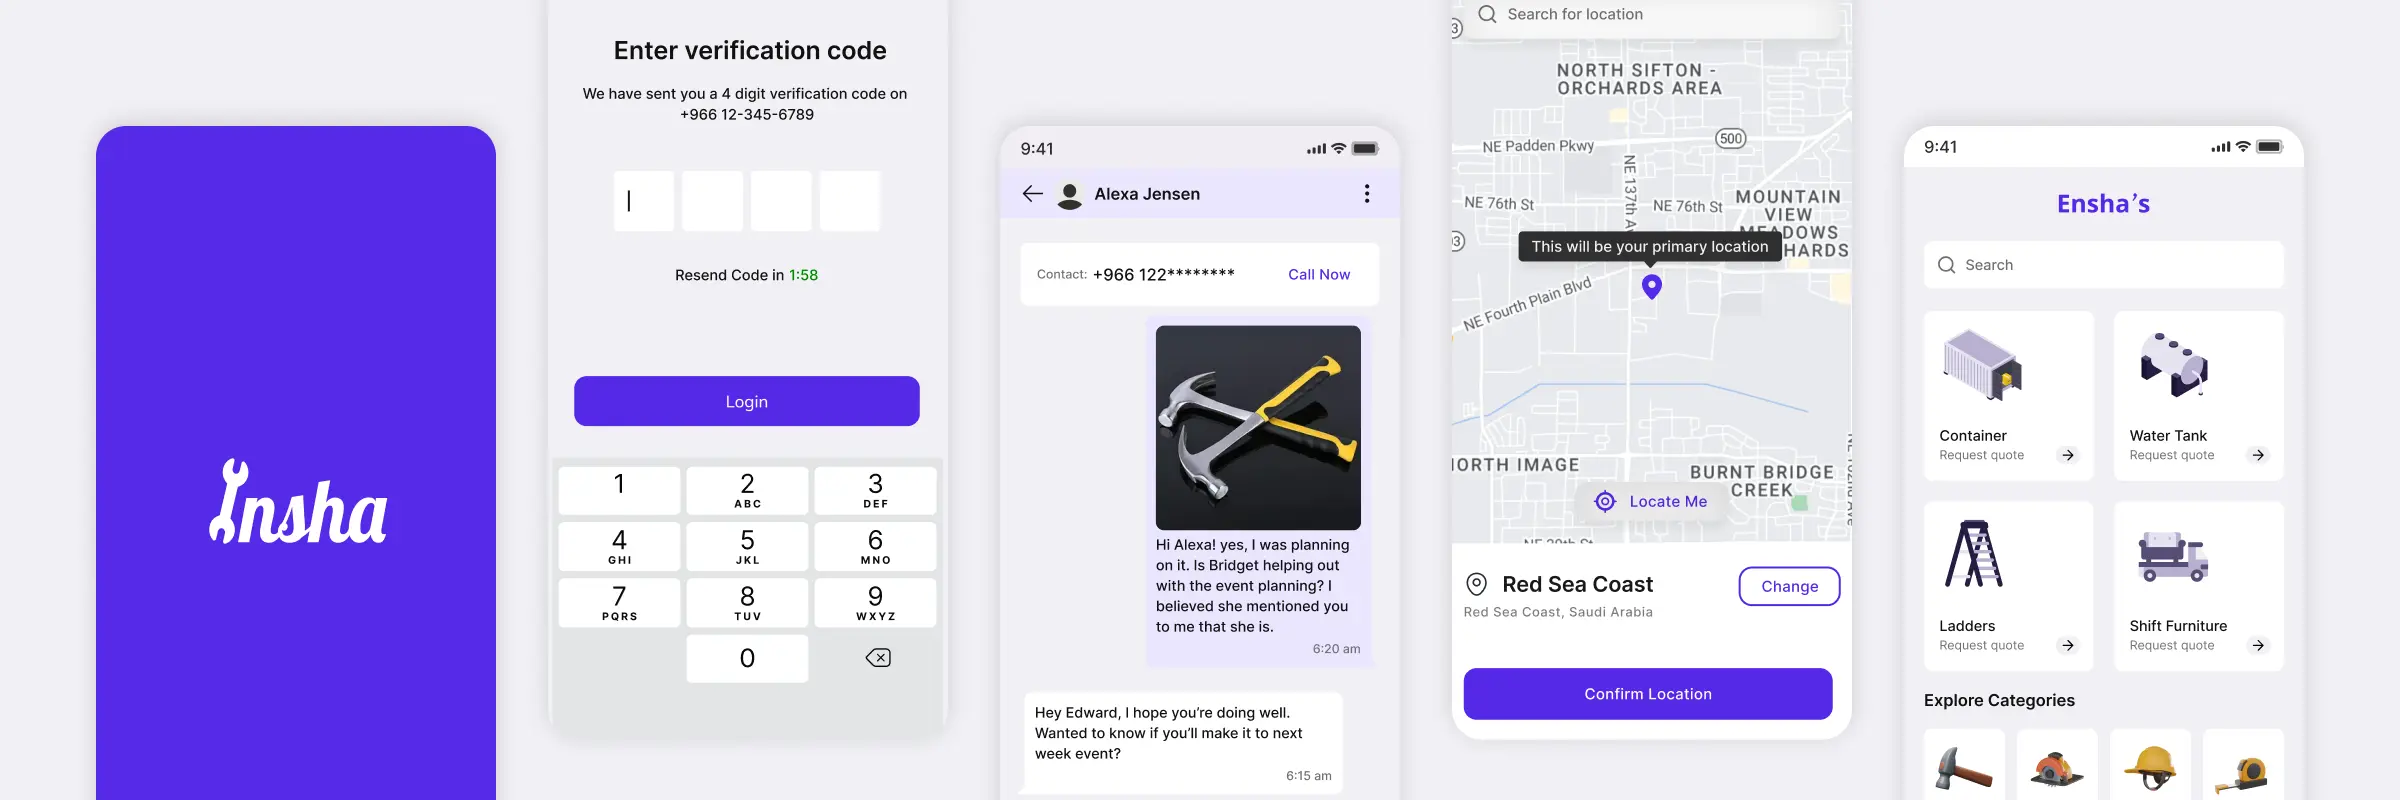 Insha
Enter verification code
We have sent you a 4 digit verification code on
+966 12-345-6789
Resend Code in 1:58
Login
1
2
ABC
3
DEF
4
GHI
5
JKL
6
MNO
7
PQRS
8
TUV
9
WXYZ
0
9:41
Alexa Jensen
Contact: +966 122********
Call Now
Hi Alexa! yes, I was planning
on it. Is Bridget helping out
with the event planning? I
believed she mentioned you
to me that she is.
6:20 am
Hey Edward, I hope you’re doing well.
Wanted to know if you’ll make it to next
week event?
6:15 am
Search for location
NORTH SIFTON -
ORCHARDS AREA
500
NE Padden Pkwy
NE 137th
NE 76th St
NE 76th St
MOUNTAIN
VIEW
MEADOWS
This will be your primary location
NE Fourth Plain Blvd
IMAGE
BURNT BRIDGE
CREEK
Locate Me
Red Sea Coast
Red Sea Coast, Saudi Arabia
Change
Confirm Location
9:41
Ensha’s
Search
Container
Request quote
Water Tank
Request quote
Ladders
Request quote
Shift Furniture
Request quote
Explore Categories